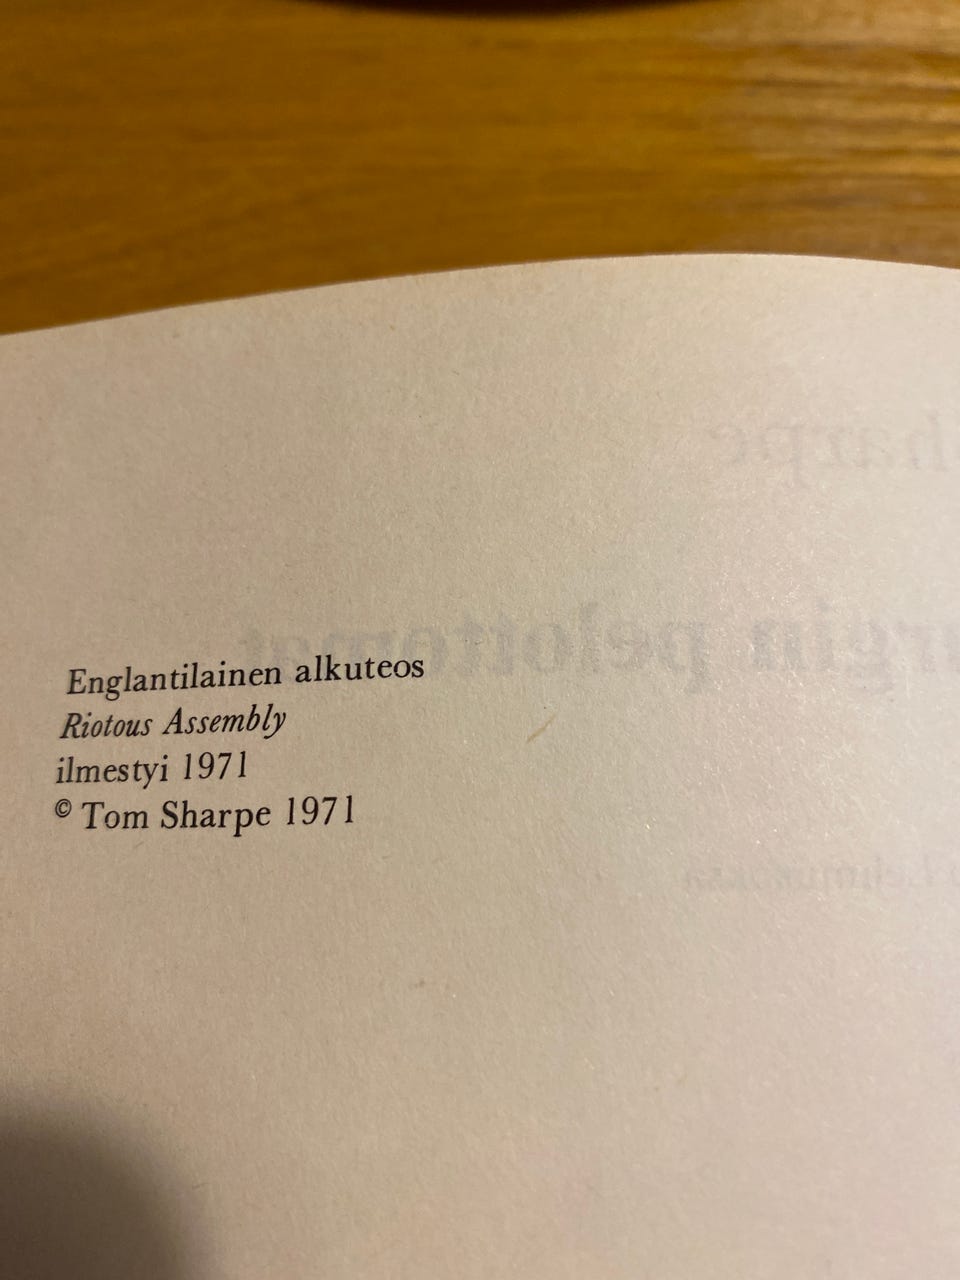 Englantilainen alkuteos
Riotous Assembly
ilmestyi 1971
© Tom Sharpe 1971